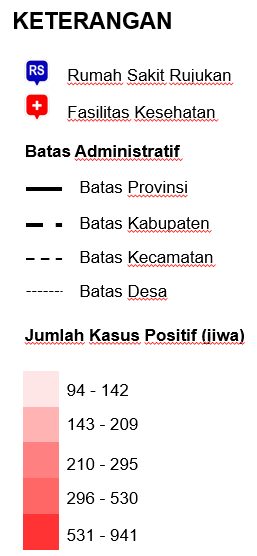 KETERANGAN
RS Rumah Sakit Rujukan
Fasilitas Kesehatan
Batas Administratif
Batas Provinsi
Batas Kabupaten
Batas Kecamatan
Batas Desa
Jumlah Kasus Positif (jiwa)
94 - 142
143 - 209
210 - 295
296 - 530
531 - 941